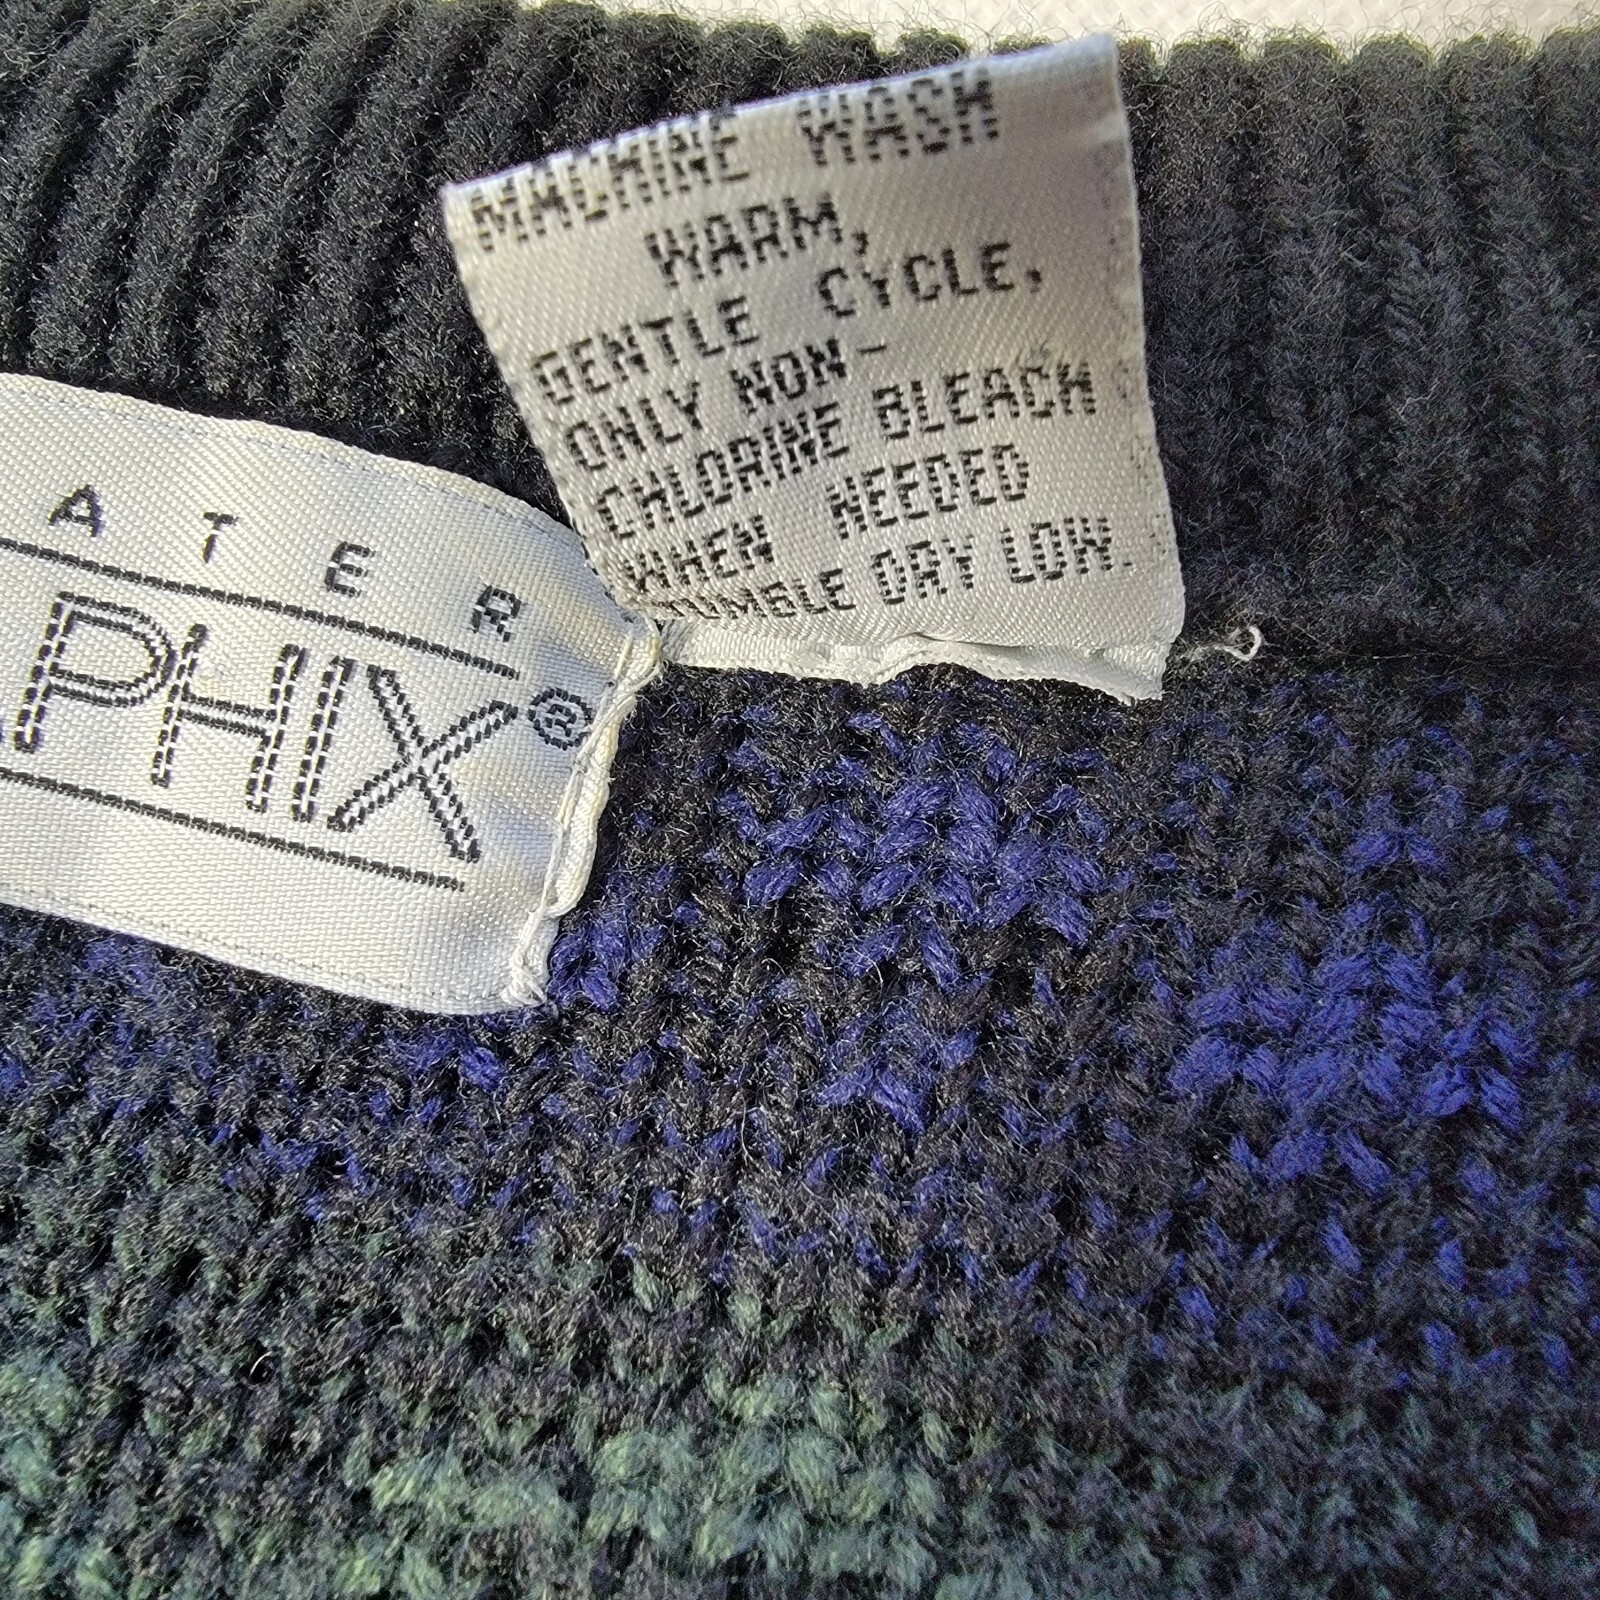 MACHINE WASH
WARM,
GENTLE CYCLE,
ONLY NON-
CHLORINE BLEACH
WHEN NEEDED
TUMBLE DRY LOW.
ATER
PHIX®